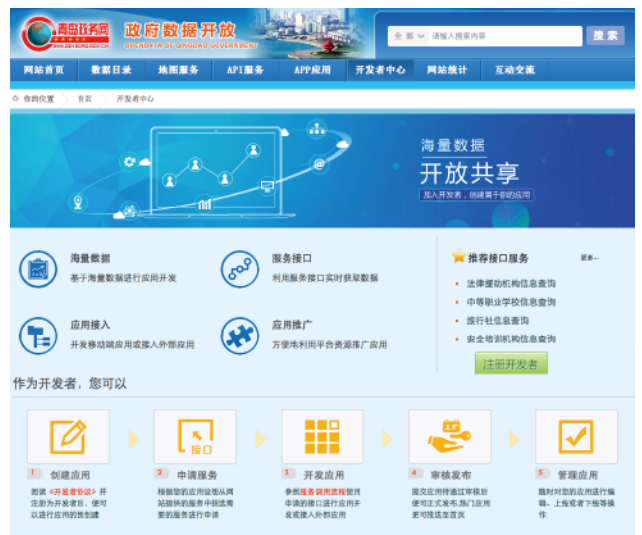 青岛政务网
WWW.QINGDAO.GOV.CN
政府数据开放
OPENDATA OF QINGDAO GOVERNMENT
全部 请输入搜索内容 搜索
网站首页 数据目录 地图服务 API服务 APP应用 开发者中心 网站统计 互动交流
你的位置 首页 开发者中心
海量数据
开放共享
加入开发者，创建属于你的应用
海量数据
基于海量数据进行应用开发
服务接口
利用服务接口实时获取数据
应用接入
开发移动端应用或接入外部应用
应用推广
方便地利用平台资源推广应用
推荐接口服务 更多...
法律援助机构信息查询
中等职业学校信息查询
旅行社信息查询
安全培训机构信息查询
注册开发者
作为开发者，您可以
接口
1 创建应用
阅读《开发者协议》并
注册为开发者后，便可
以进行应用的创建
2 申请服务
根据您的应用设想从网
站提供的服务中挑选需
要的服务进行申请
3 开发应用
参照服务调用流程使用
申请的接口进行应用开
发或接入外部应用
4 审核发布
提交应用待通过审核后
便可正式发布，热门应用
更可推送至首页
5 管理应用
随时对您的应用进行编
辑、上线或者下线等操
作